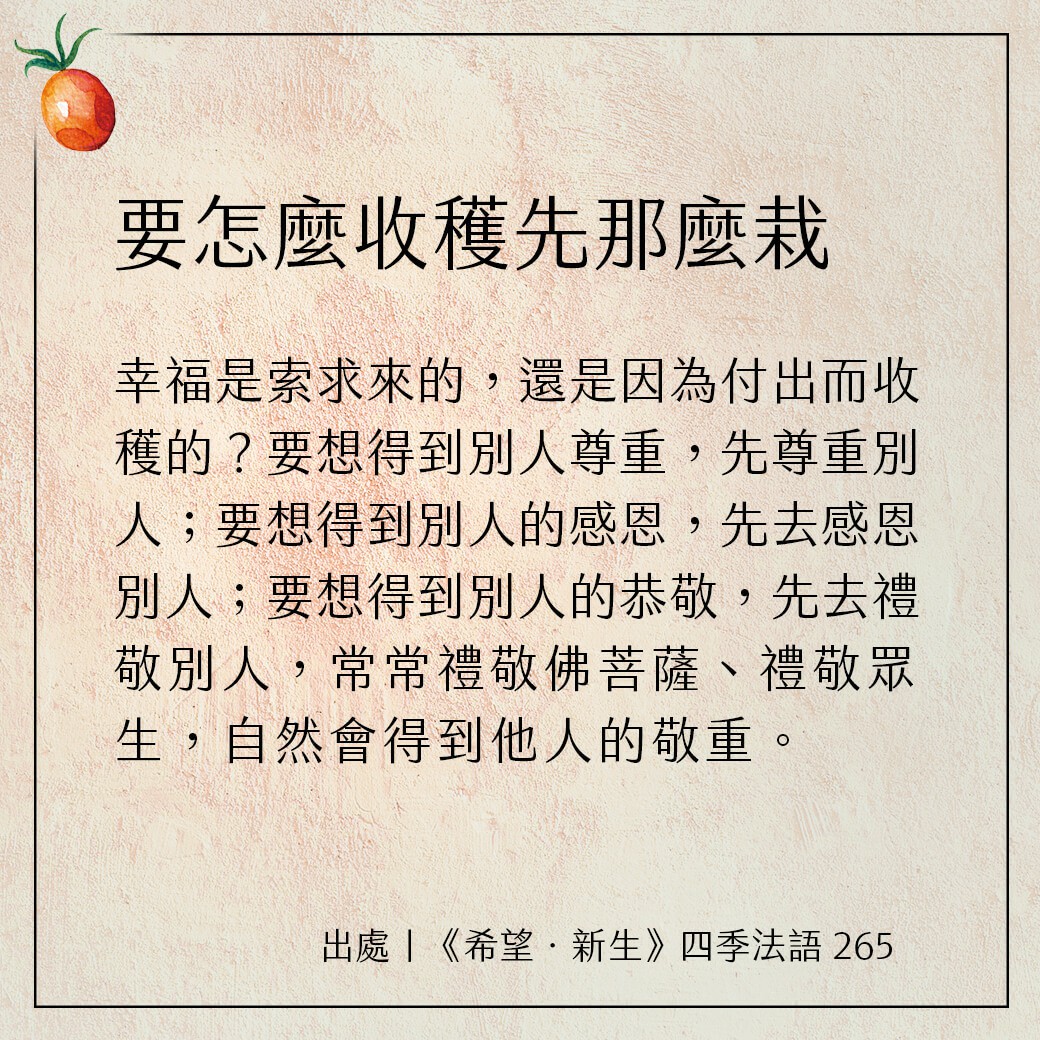 要怎麼收穫先那麼栽
幸福是索求來的，還是因為付出而收
穫的？要想得到別人尊重，先尊重別
人；要想得到別人的感恩，先去感恩
別人；要想得到別人的恭敬，先去禮
敬別人，常常禮敬佛菩薩、禮敬眾
生，自然會得到他人的敬重。
出處｜《希望．新生》四季法語 265